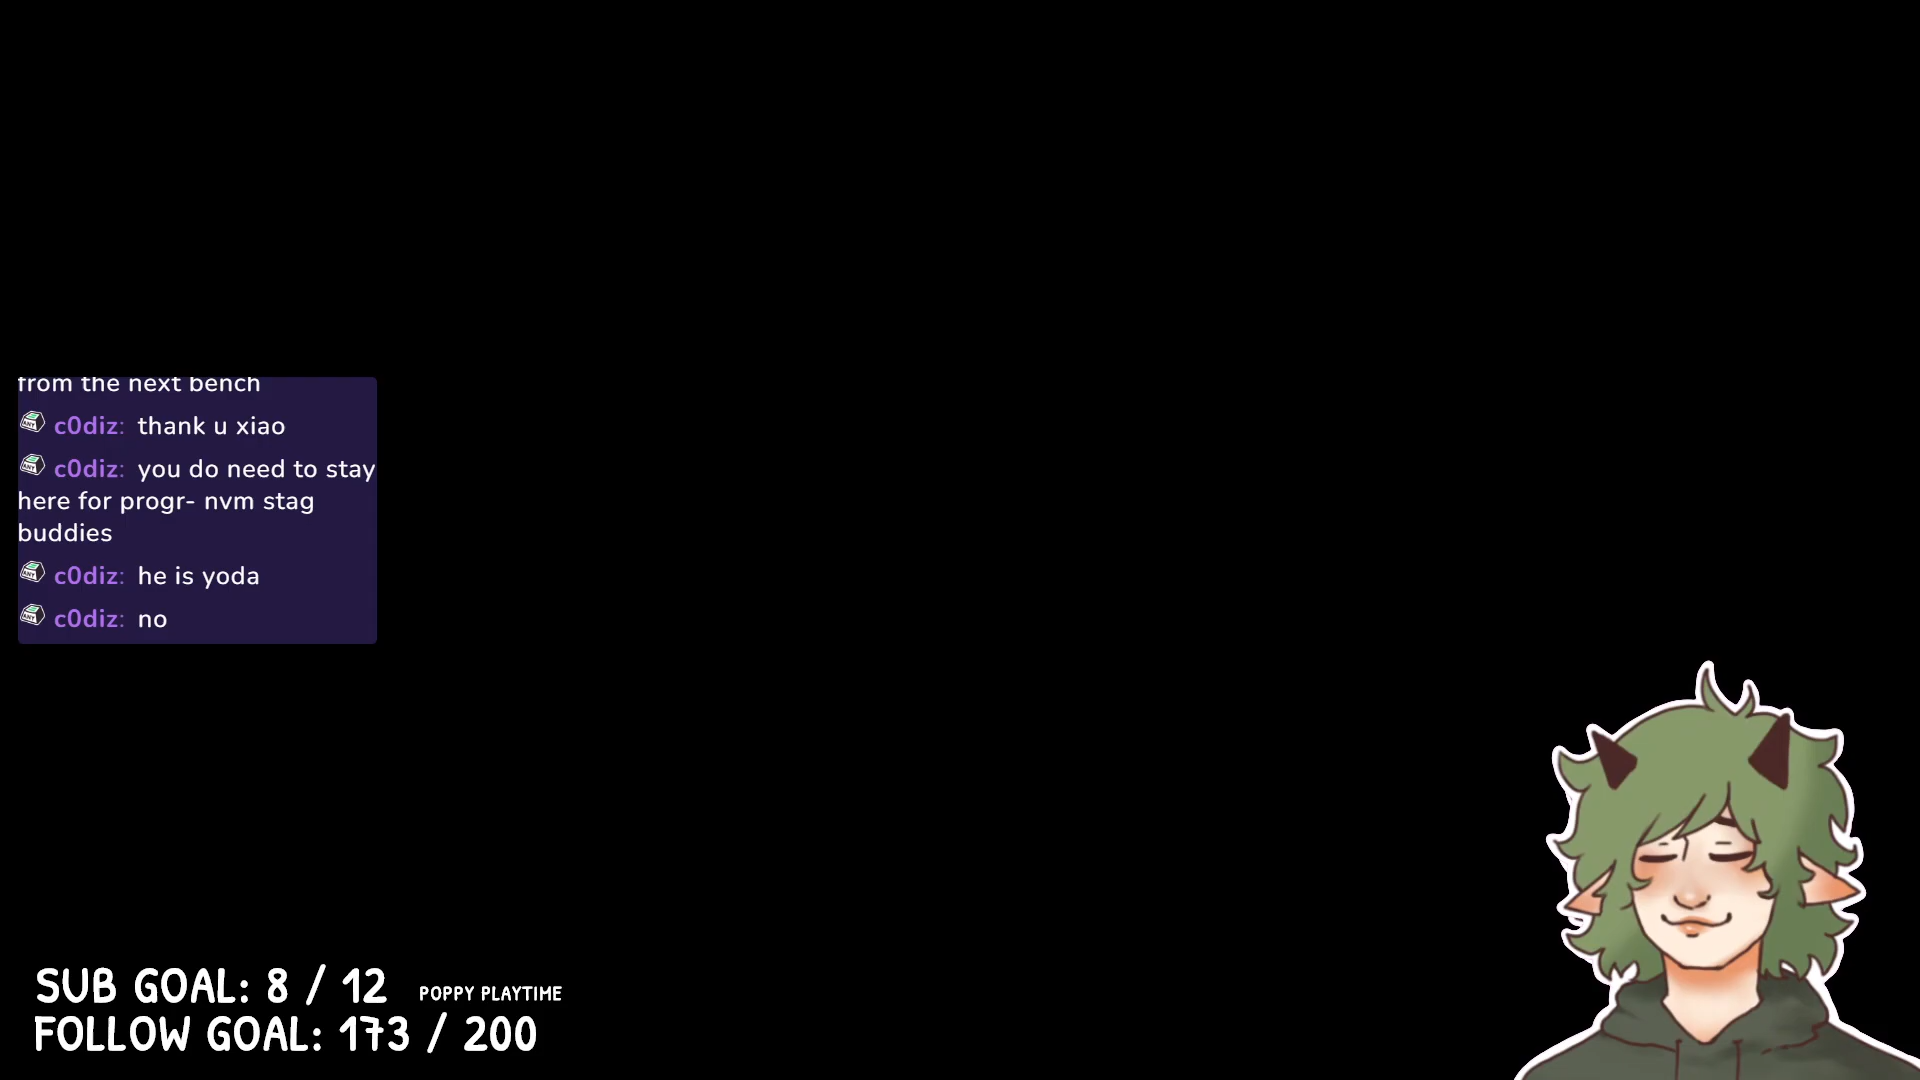 from the next bench
c0diz: thank u xiao
c0diz: you do need to stay
here for progr- nvm stag
buddies
c0diz: he is yoda
c0diz: no
SUB GOAL: 8 / 12 POPPY PLAYTIME
FOLLOW GOAL: 173 / 200